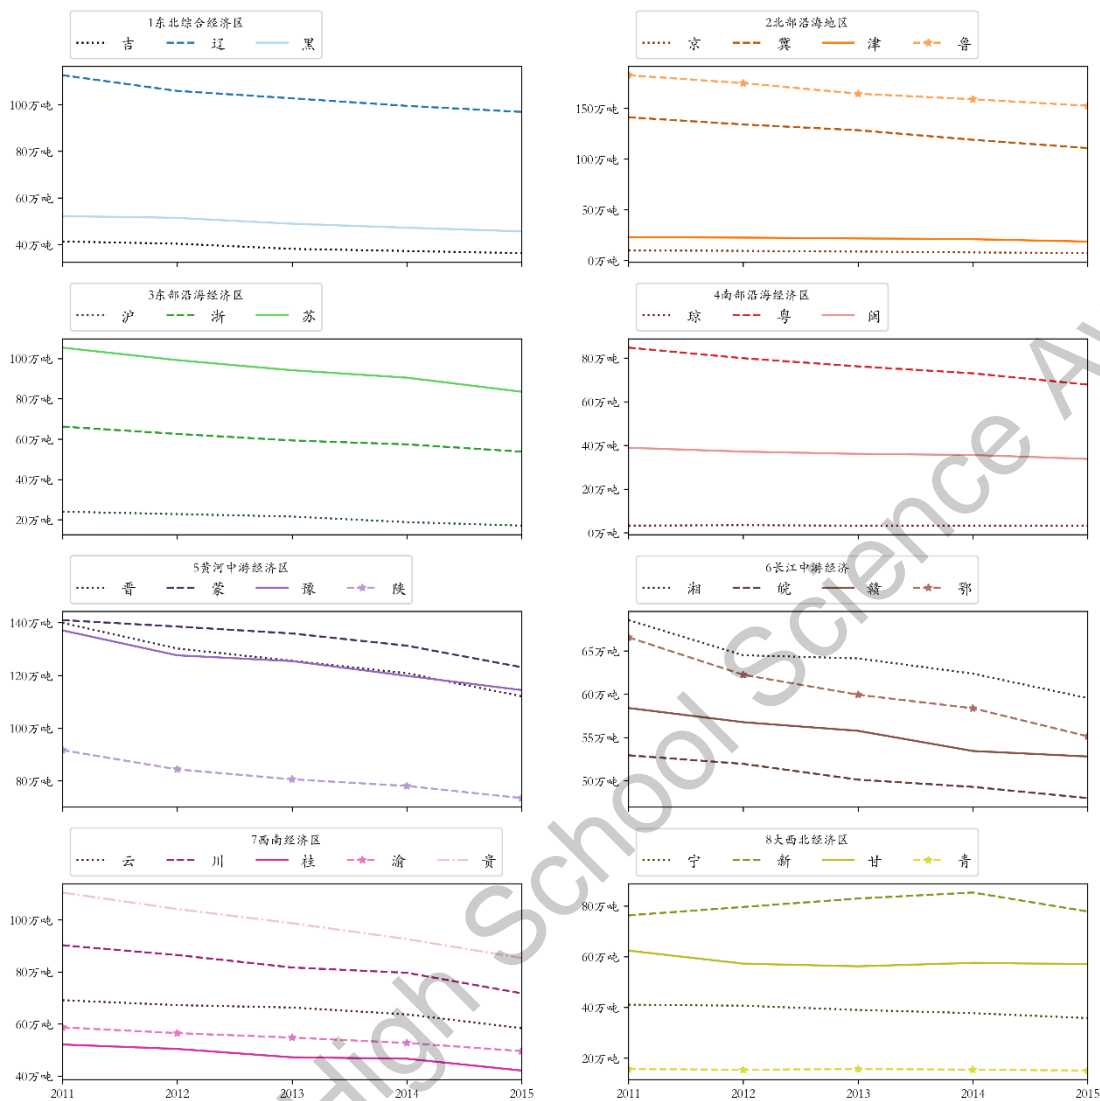 1东北综合经济区
吉 辽 黑
100万吨
80万吨
60万吨
40万吨
2北部沿海地区
京 冀 津 鲁
150万吨
100万吨
50万吨
0万吨
3东部沿海经济区
沪 浙 苏
100万吨
80万吨
60万吨
40万吨
20万吨
4南部沿海经济区
琼 粤 闽
80万吨
60万吨
40万吨
20万吨
0万吨
5黄河中游经济区
晋 蒙 豫 陕
140万吨
120万吨
100万吨
80万吨
6长江中游经济
湘 皖 赣 鄂
65万吨
60万吨
55万吨
50万吨
7西南经济区
云 川 桂 渝 贵
100万吨
80万吨
60万吨
40万吨
2011 2012 2013 2014 2015
8大西北经济区
宁 新 甘 青
80万吨
60万吨
40万吨
20万吨
2011 2012 2013 2014 2015
High School Science